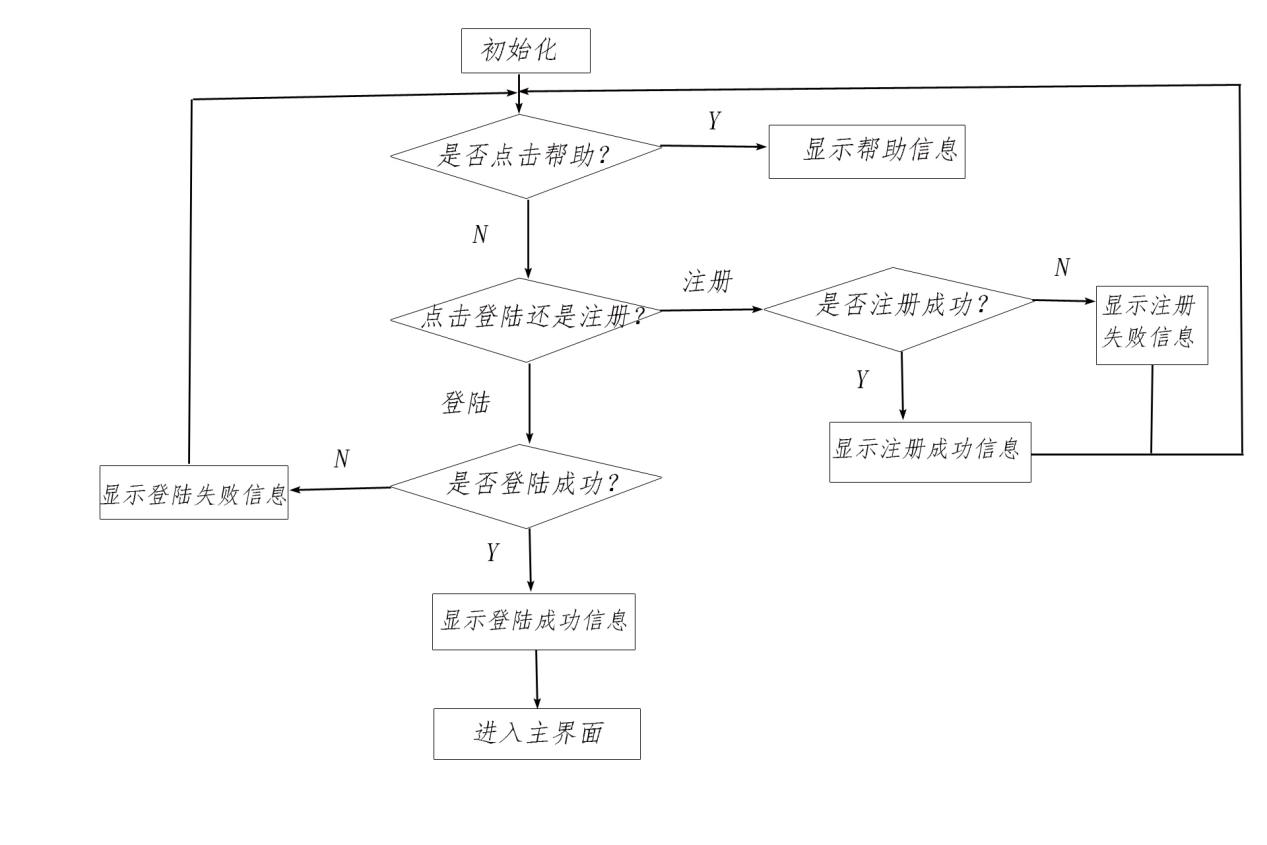 初始化
Y
是否点击帮助？
显示帮助信息
N
注册
N
点击登陆还是注册？
是否注册成功？
显示注册
失败信息
Y
登陆
显示注册成功信息
N
是否登陆成功？
显示登陆失败信息
Y
显示登陆成功信息
进入主界面